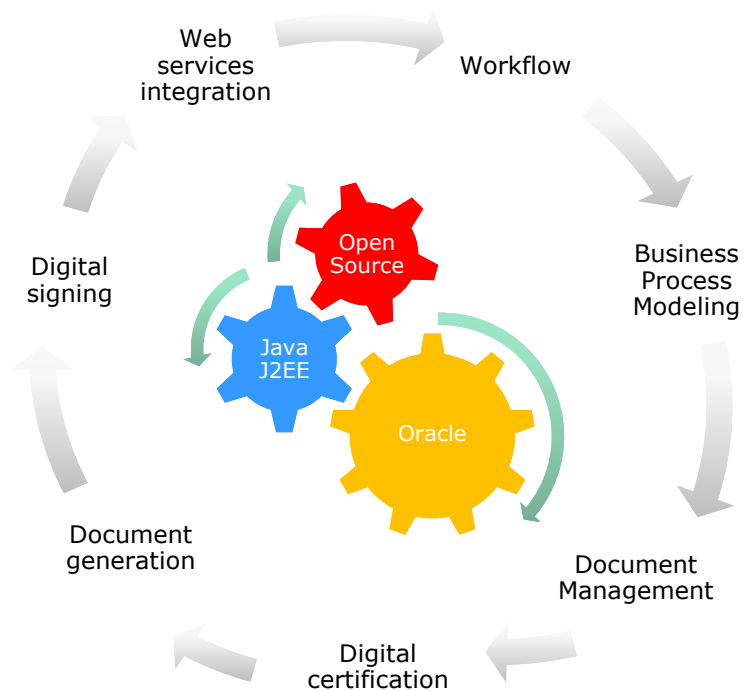 Web
services
integration
Workflow
Business
Process
Modeling
Document
Management
Digital
certification
Document
generation
Digital
signing
Open
Source
Java
J2EE
Oracle